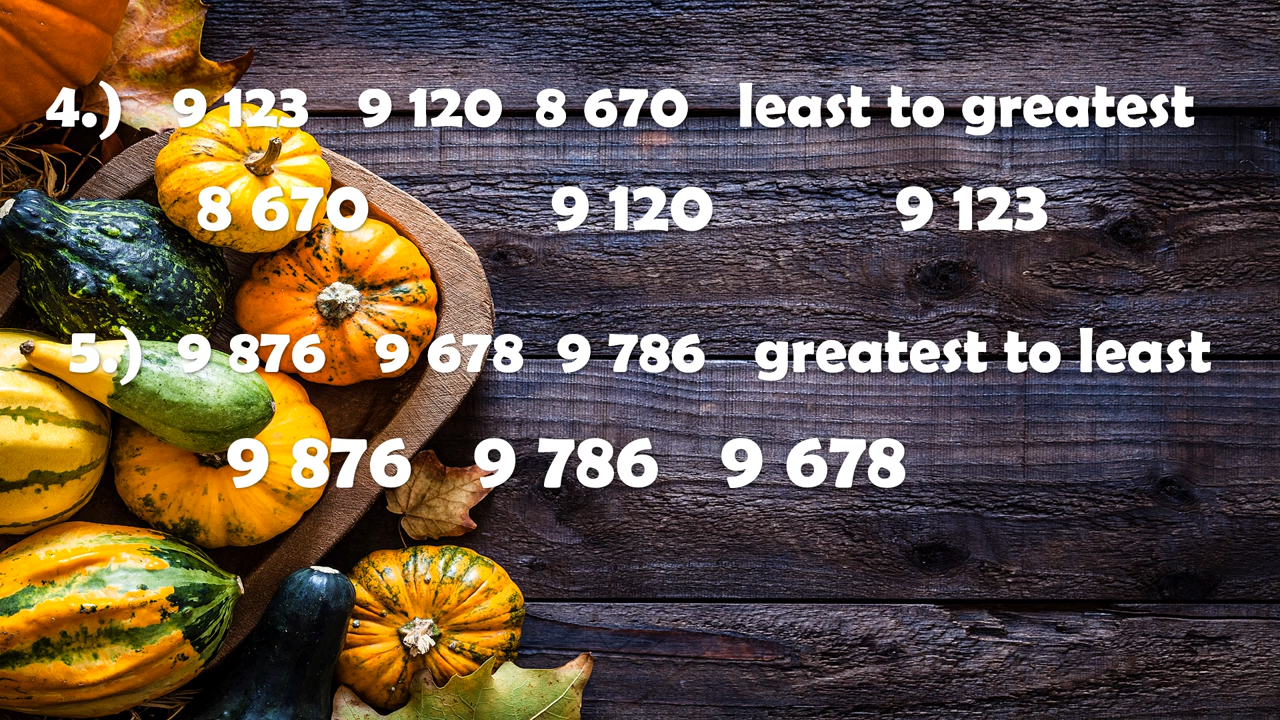 4.) 9 123 9 120 8 670 least to greatest
8 670 9 120 9 123
5.) 9 876 9 678 9 786 greatest to least
9 876 9 786 9 678